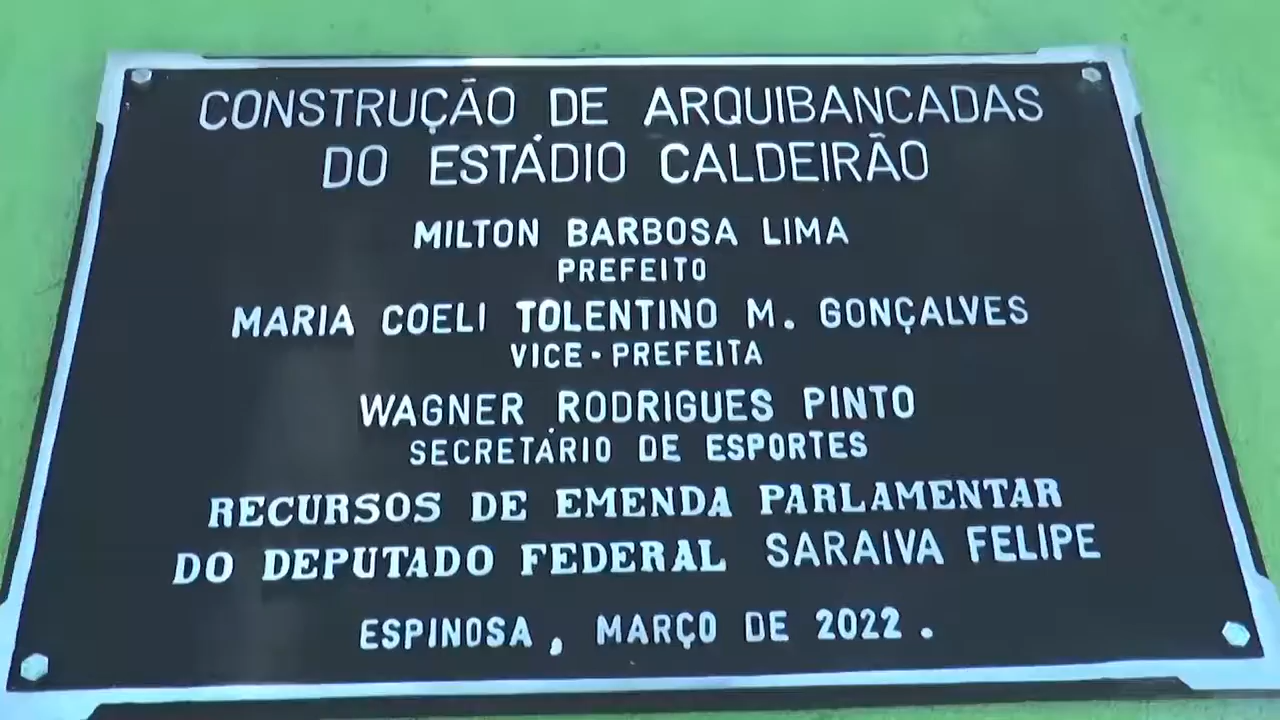 CONSTRUÇÃO DE ARQUIBANCADAS
DO ESTÁDIO CALDEIRÃO
MILTON BARBOSA LIMA
PREFEITO
MARIA COELI TOLENTINO M. GONÇALVES
VICE-PREFEITA
WAGNER RODRIGUES PINTO
SECRETÁRIO DE ESPORTES
RECURSOS DE EMENDA PARLAMENTAR
DO DEPUTADO FEDERAL SARAIVA FELIPE
ESPINOSA, MARÇO DE 2022.